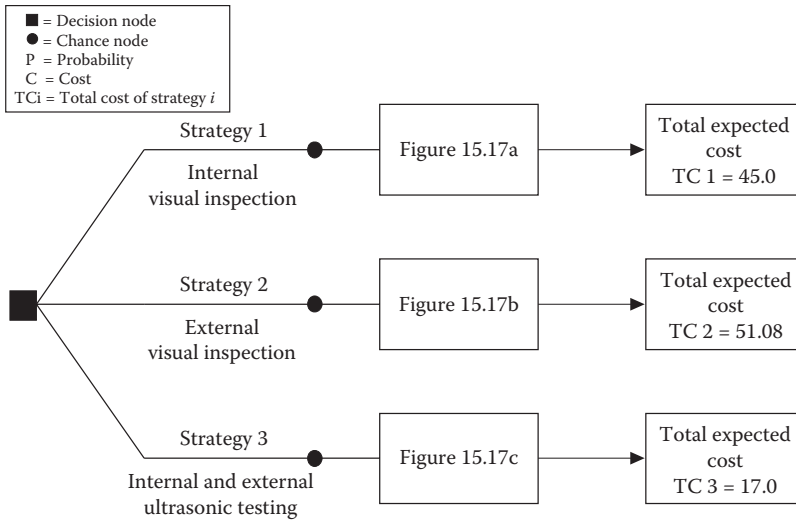 ■ = Decision node
● = Chance node
P = Probability
C = Cost
TCi = Total cost of strategy i
Strategy 1
Internal
visual inspection
Figure 15.17a
Total expected
cost
TC 1 = 45.0
Strategy 2
External
visual inspection
Figure 15.17b
Total expected
cost
TC 2 = 51.08
Strategy 3
Internal and external
ultrasonic testing
Figure 15.17c
Total expected
cost
TC 3 = 17.0